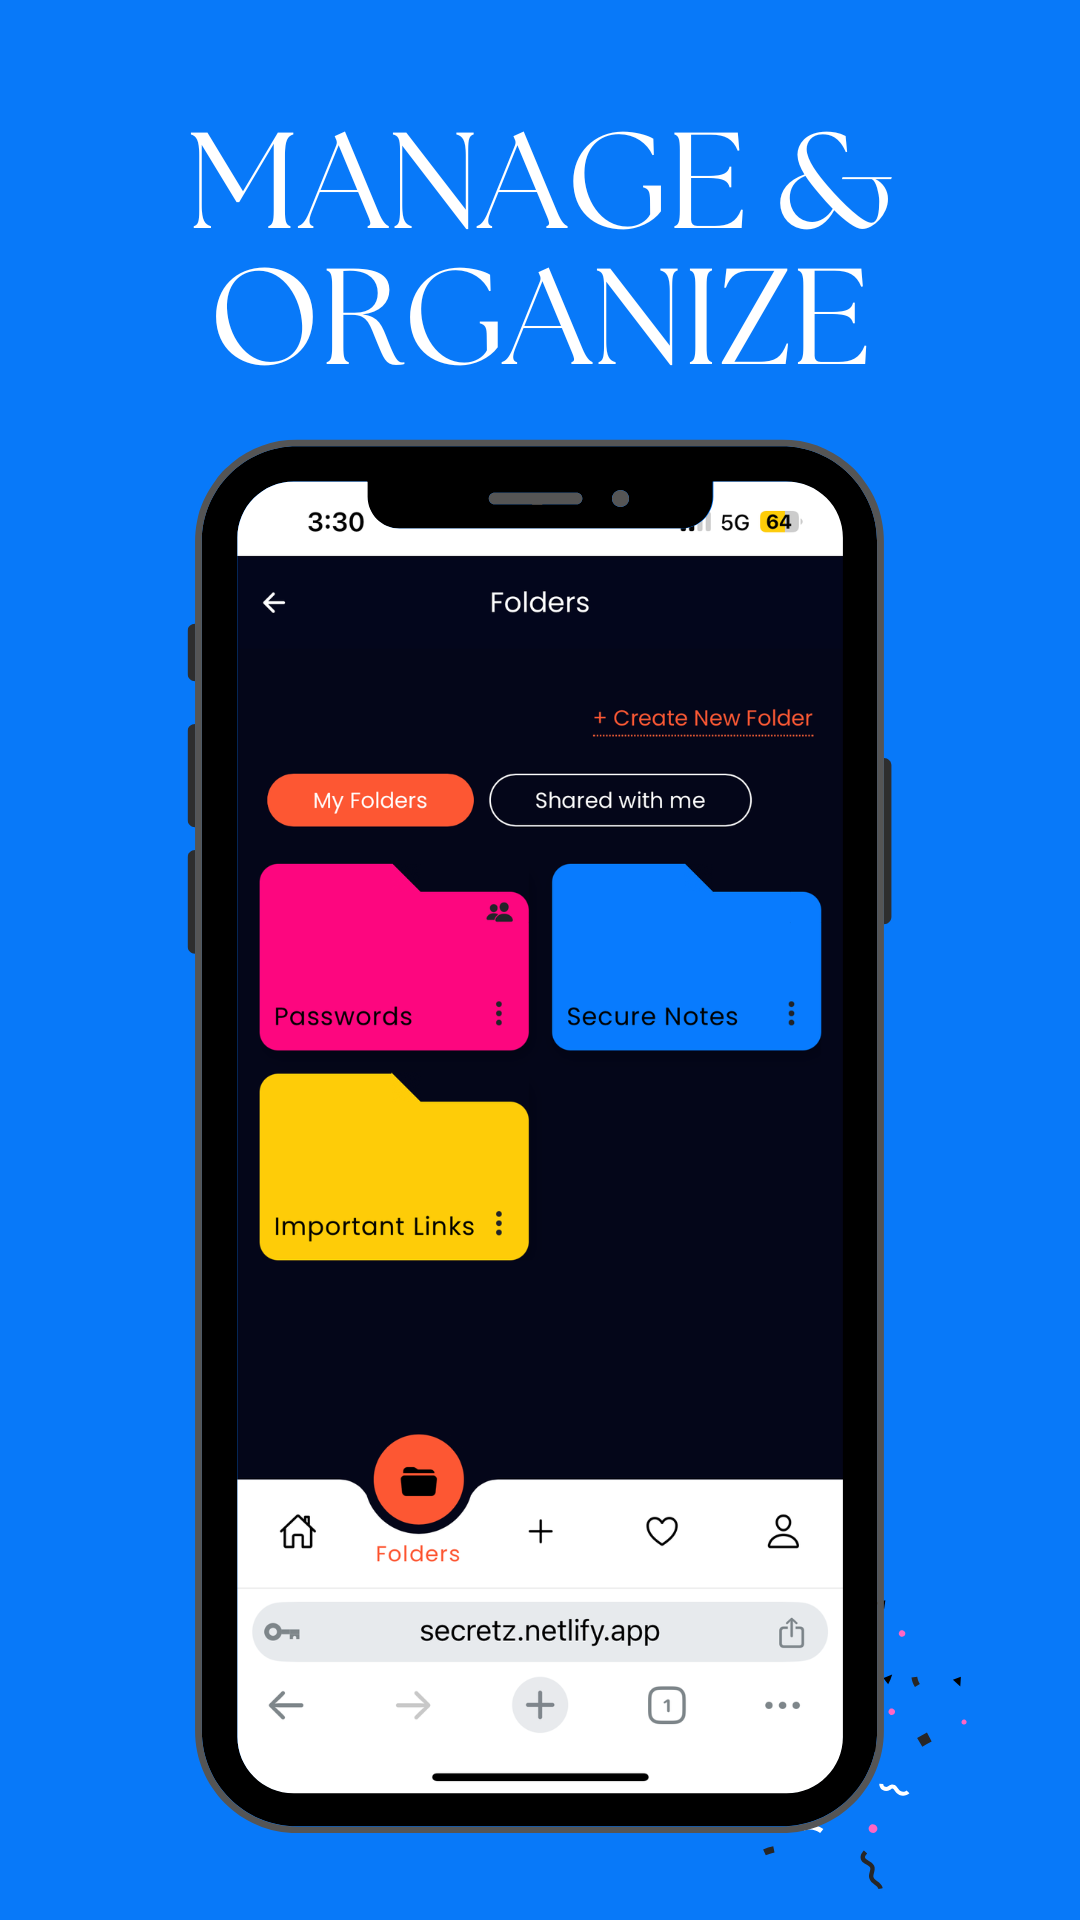 MANAGE &
ORGANIZE
3:30
5G 64
Folders
+ Create New Folder
My Folders
Shared with me
Passwords
Secure Notes
Important Links
Folders
secretz.netlify.app
1